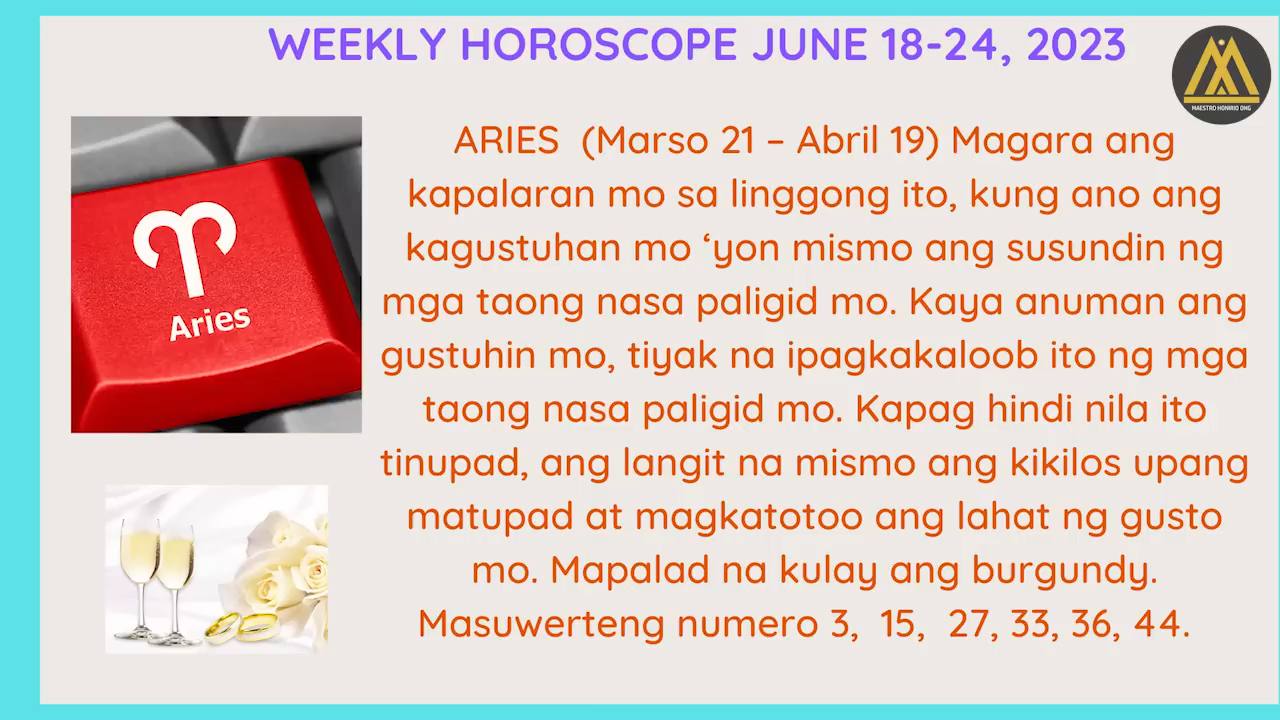 WEEKLY HOROSCOPE JUNE 18-24, 2023
MAESTRO HONRIO ONG
ARIES (Marso 21 – Abril 19) Magara ang
kapalaran mo sa linggong ito, kung ano ang
kagustuhan mo ‘yon mismo ang susundin ng
mga taong nasa paligid mo. Kaya anuman ang
gustuhin mo, tiyak na ipagkakaloob ito ng mga
taong nasa paligid mo. Kapag hindi nila ito
tinupad, ang langit na mismo ang kikilos upang
matupad at magkatotoo ang lahat ng gusto
mo. Mapalad na kulay ang burgundy.
Masuwerteng numero 3, 15, 27, 33, 36, 44.
Aries